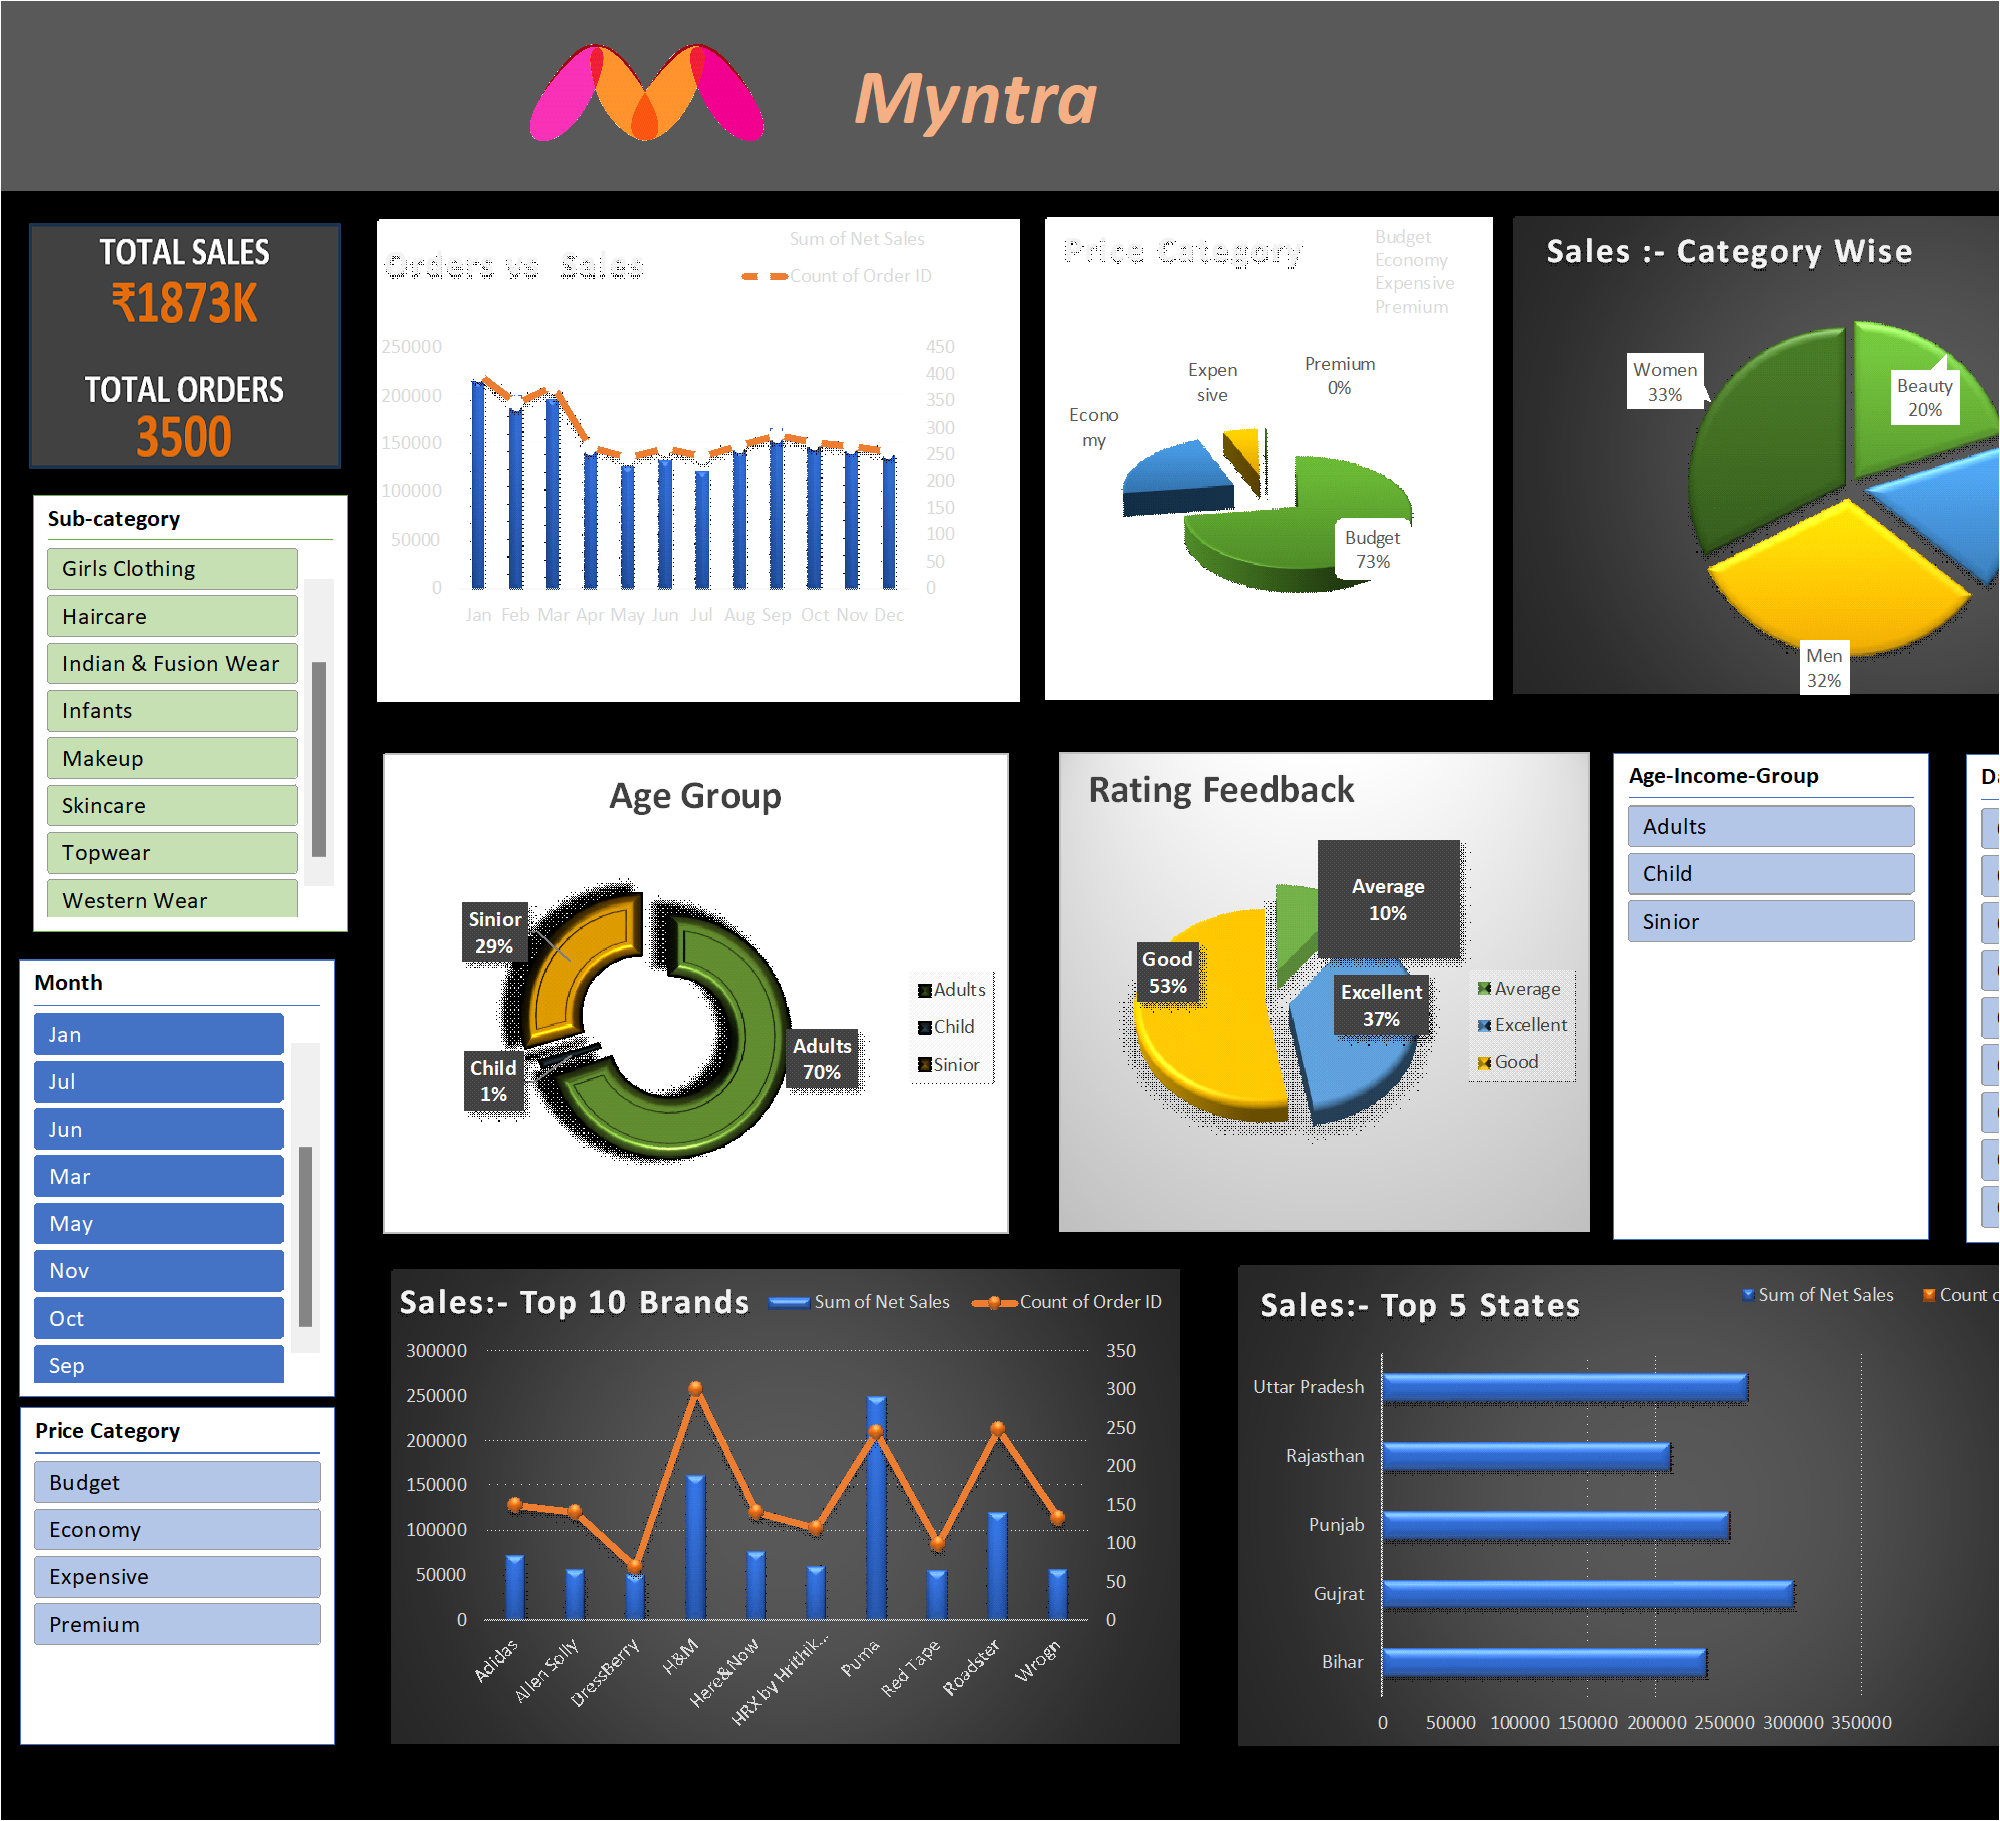 Myntra
TOTAL SALES
₹1873K
TOTAL ORDERS
3500
Orders vs Sales
Sum of Net Sales
Count of Order ID
250000
200000
150000
100000
50000
0
450
400
350
300
250
200
150
100
50
0
Jan Feb Mar Apr May Jun Jul Aug Sep Oct Nov Dec
Price Category
Budget
Economy
Expensive
Premium
Econo
my
Expen
sive
Premium
0%
Budget
73%
Sales :- Category Wise
Women
33%
Beauty
20%
Men
32%
Sub-category
Girls Clothing
Haircare
Indian & Fusion Wear
Infants
Makeup
Skincare
Topwear
Western Wear
Month
Jan
Jul
Jun
Mar
May
Nov
Oct
Sep
Price Category
Budget
Economy
Expensive
Premium
Age Group
Sinior
29%
Child
1%
Adults
70%
Adults
Child
Sinior
Rating Feedback
Average
10%
Good
53%
Excellent
37%
Average
Excellent
Good
Age-Income-Group
Adults
Child
Sinior
Sales:- Top 10 Brands
Sum of Net Sales
Count of Order ID
300000
250000
200000
150000
100000
50000
0
350
300
250
200
150
100
50
0
Adidas
Allen Solly
DressBerry
H&M
Here&Now
HRX by Hrithik...
Puma
Red Tape
Roadster
Wrogn
Sales:- Top 5 States
Sum of Net Sales
Count
Uttar Pradesh
Rajasthan
Punjab
Gujrat
Bihar
0 50000 100000 150000 200000 250000 300000 350000